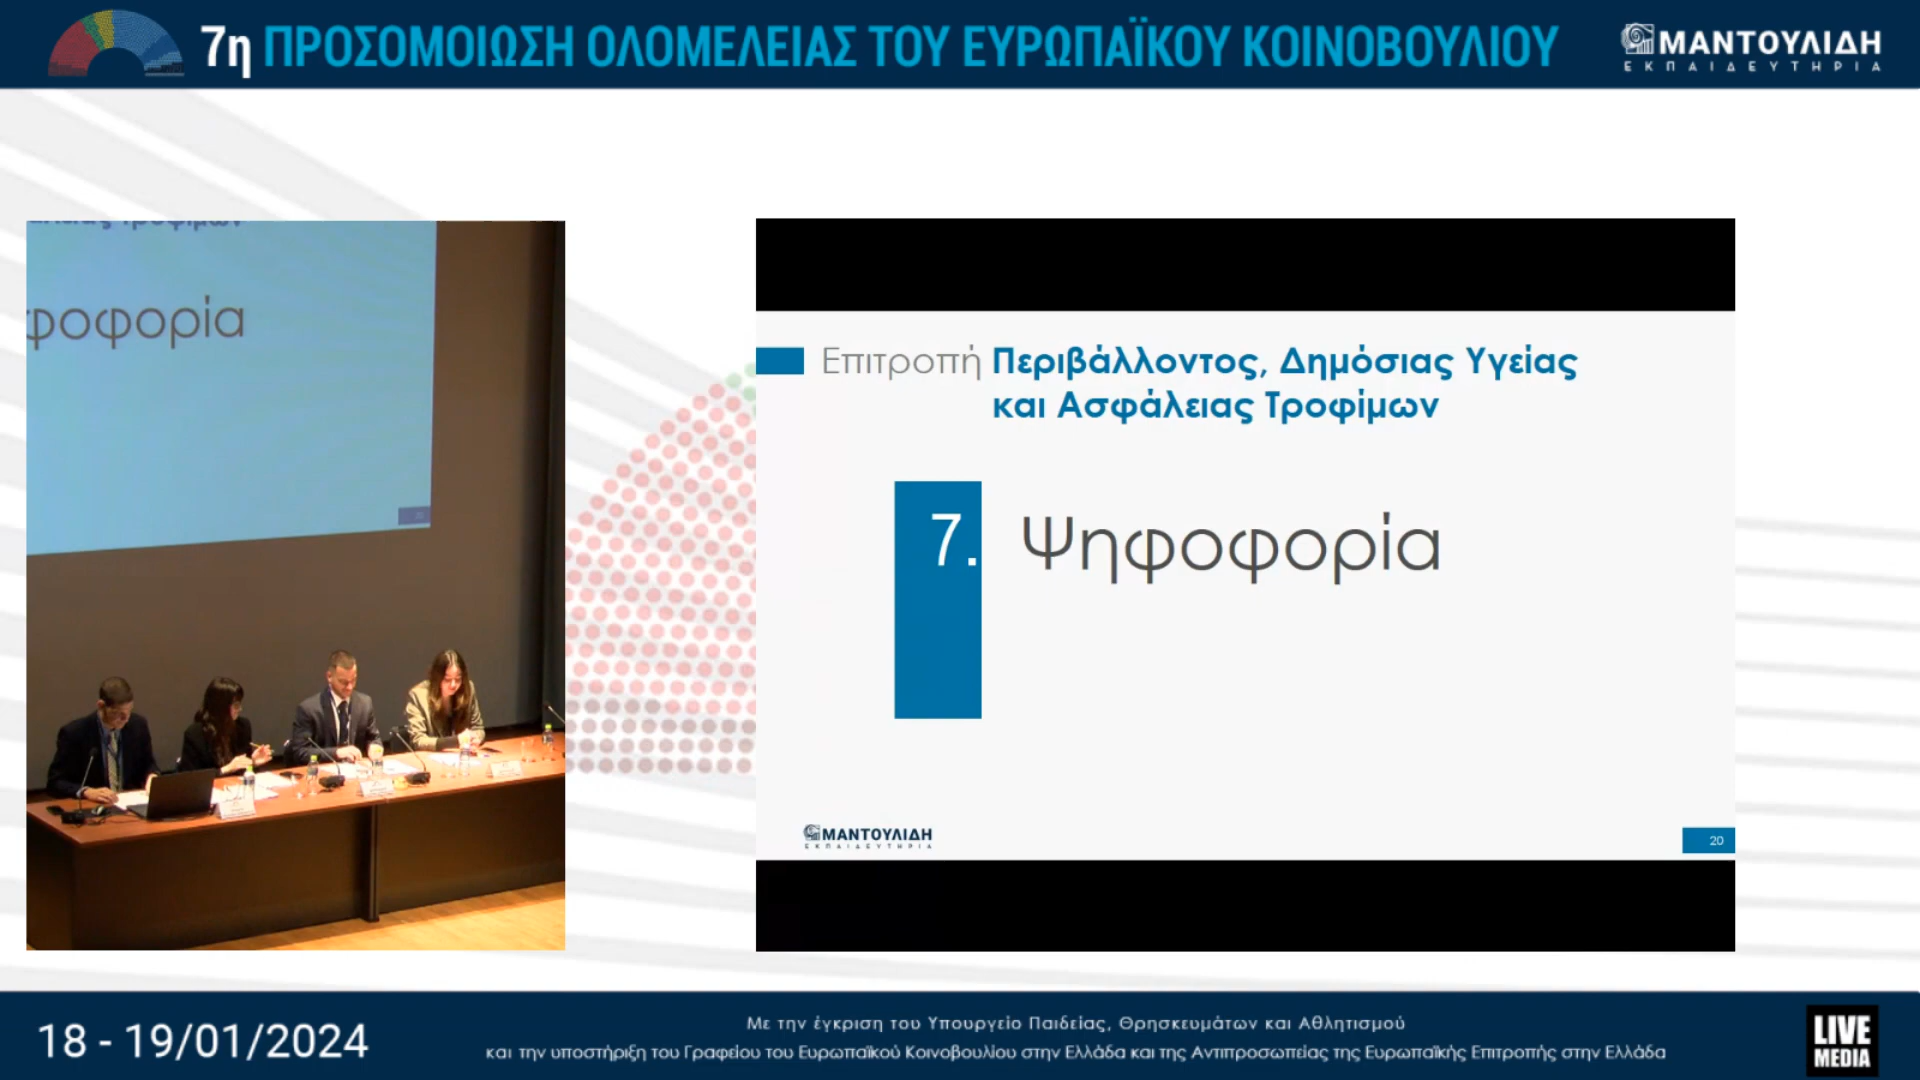 7η ΠΡΟΣΟΜΟΙΩΣΗ ΟΛΟΜΕΛΕΙΑΣ ΤΟΥ ΕΥΡΩΠΑΪΚΟΥ ΚΟΙΝΟΒΟΥΛΙΟΥ
ΜΑΝΤΟΥΛΙΔΗ
ΕΚΠΑΙΔΕΥΤΗΡΙΑ
φοφορία
Επιτροπή Περιβάλλοντος, Δημόσιας Υγείας
και Ασφάλειας Τροφίμων
7. Ψηφοφορία
ΜΑΝΤΟΥΛΙΔΗ
ΕΚΠΑΙΔΕΥΤΗΡΙΑ
20
18 - 19/01/2024
Με την έγκριση του Υπουργείο Παιδείας, Θρησκευμάτων και Αθλητισμού
και την υποστήριξη του Γραφείου του Ευρωπαϊκού Κοινοβουλίου στην Ελλάδα και της Αντιπροσωπείας της Ευρωπαϊκής Επιτροπής στην Ελλάδα
LIVE
MEDIA